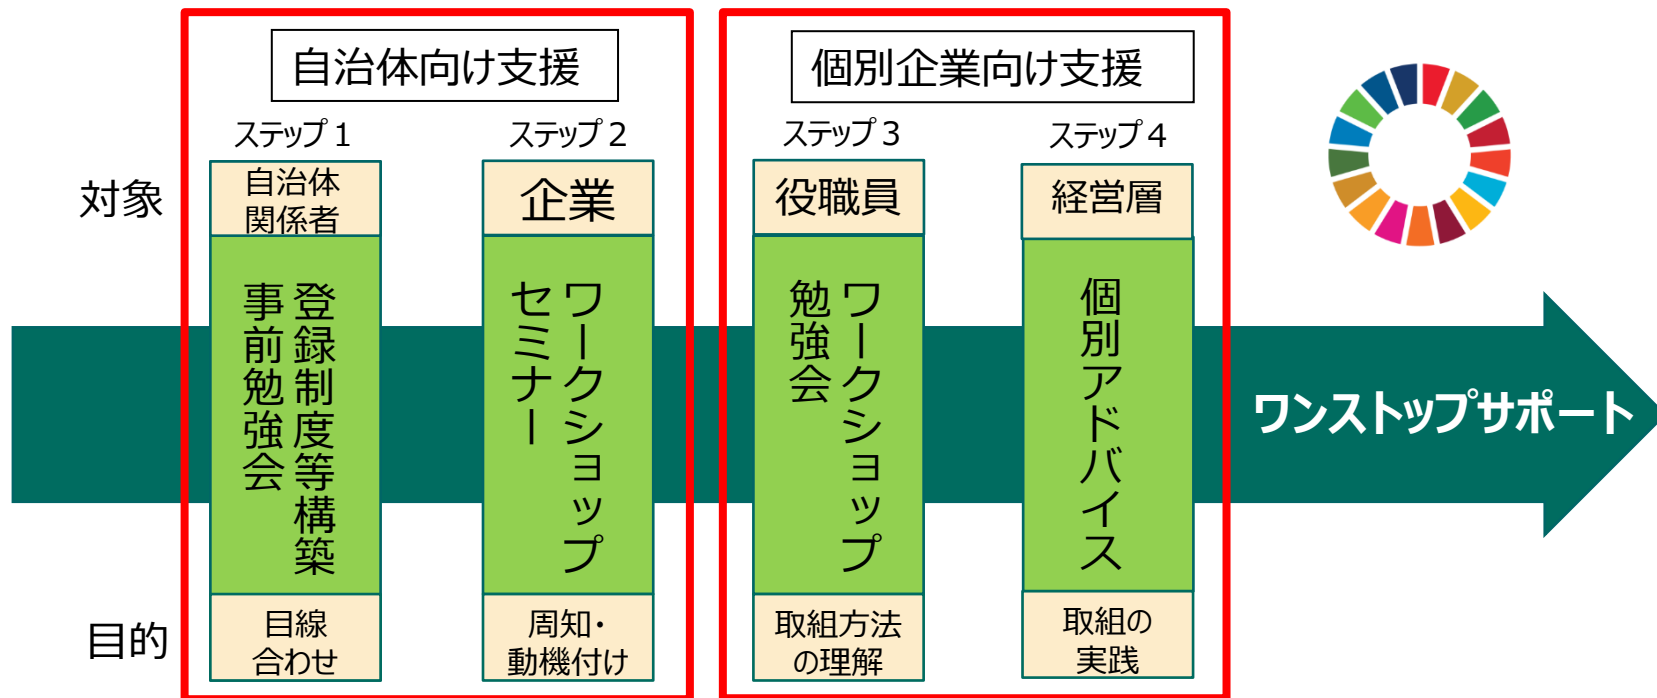 自治体向け支援
個別企業向け支援
ステップ1
ステップ2
ステップ3
ステップ4
対象
自治体
関係者
企業
役職員
経営層
登録制度等構築
事前勉強会
ワークショップ
セミナー
ワークショップ
勉強会
個別アドバイス
ワンストップサポート
目的
目線
合わせ
周知・
動機付け
取組方法
の理解
取組の
実践